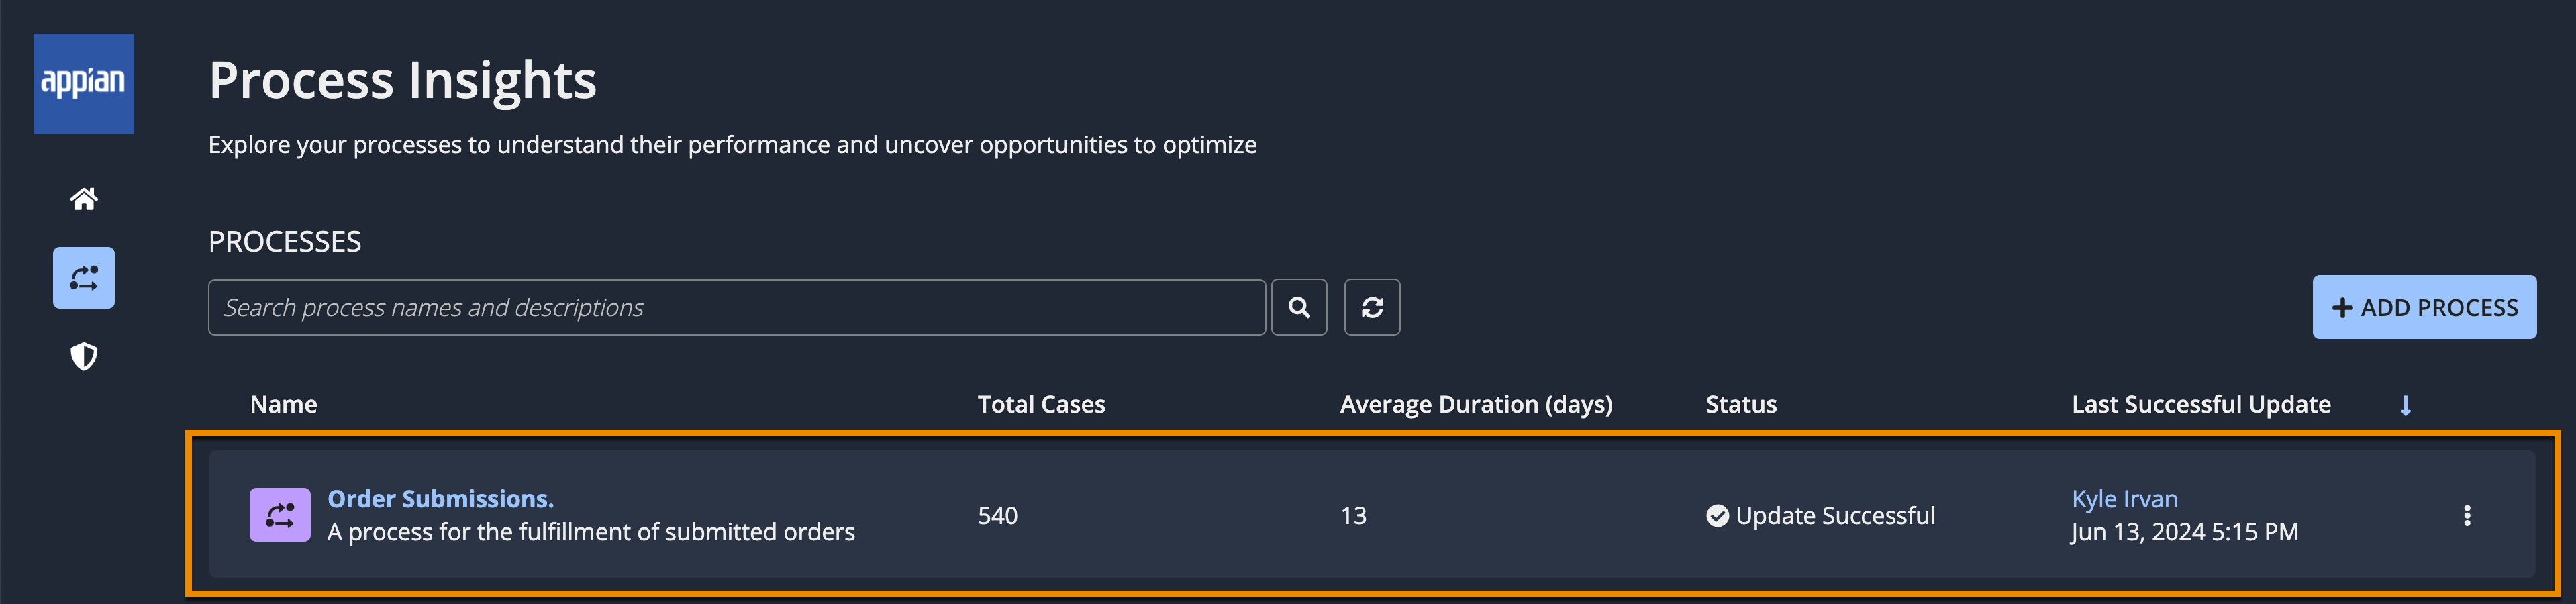 appian
Process Insights
Explore your processes to understand their performance and uncover opportunities to optimize
PROCESSES
Search process names and descriptions
ADD PROCESS
Name Total Cases Average Duration (days) Status Last Successful Update
Order Submissions. 540 13 Update Successful Kyle Irvan
A process for the fulfillment of submitted orders Jun 13, 2024 5:15 PM